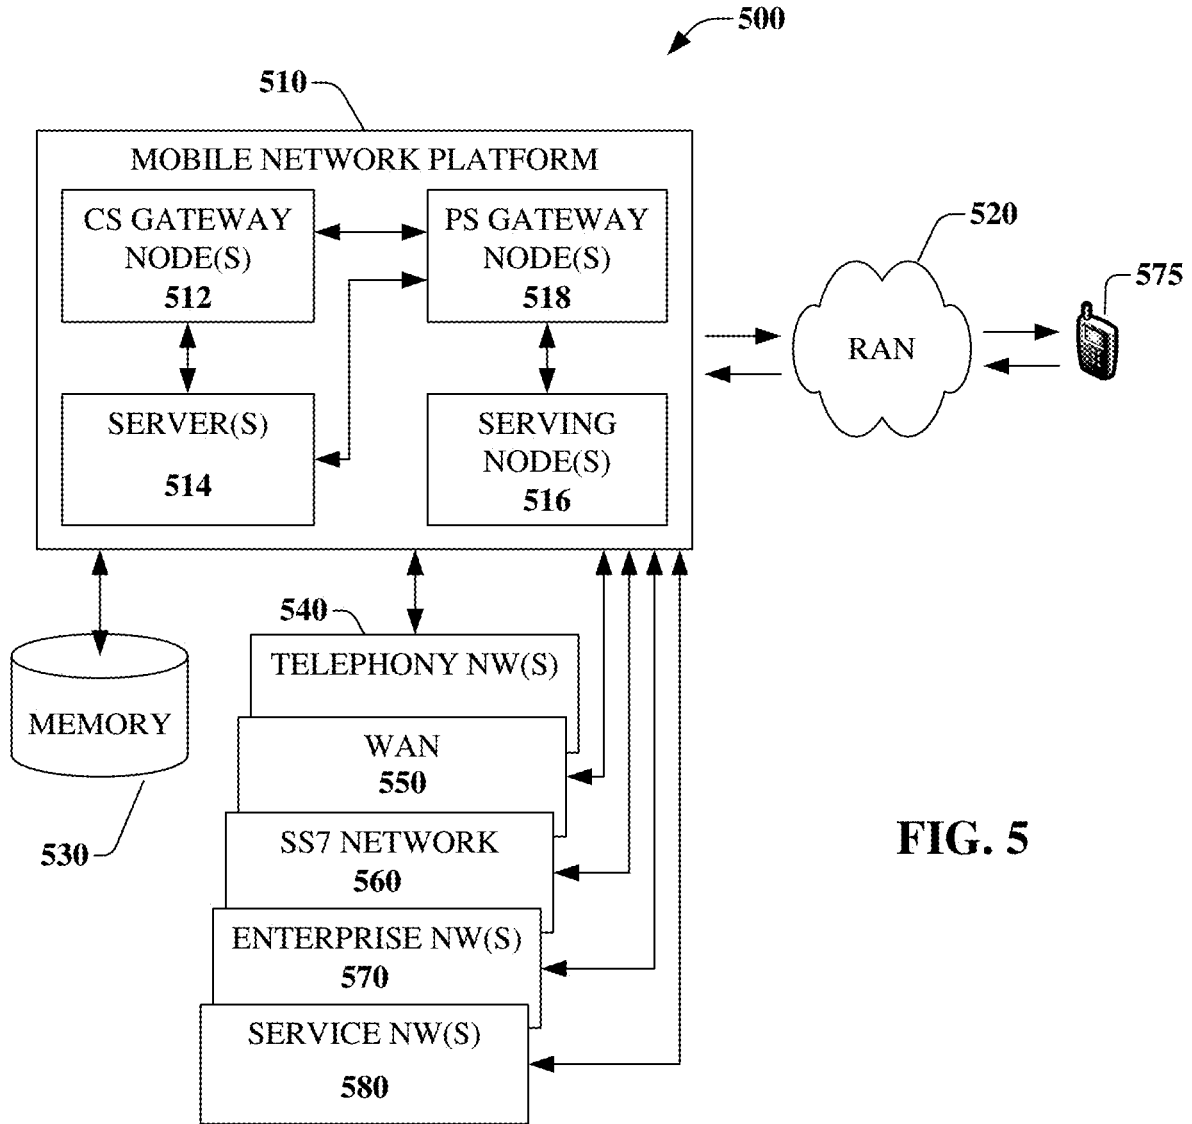 500
510
MOBILE NETWORK PLATFORM
CS GATEWAY
NODE(S)
512
PS GATEWAY
NODE(S)
518
SERVER(S)
514
SERVING
NODE(S)
516
520
RAN
575
540
TELEPHONY NW(S)
MEMORY
530
WAN
550
SS7 NETWORK
560
ENTERPRISE NW(S)
570
SERVICE NW(S)
580
FIG. 5